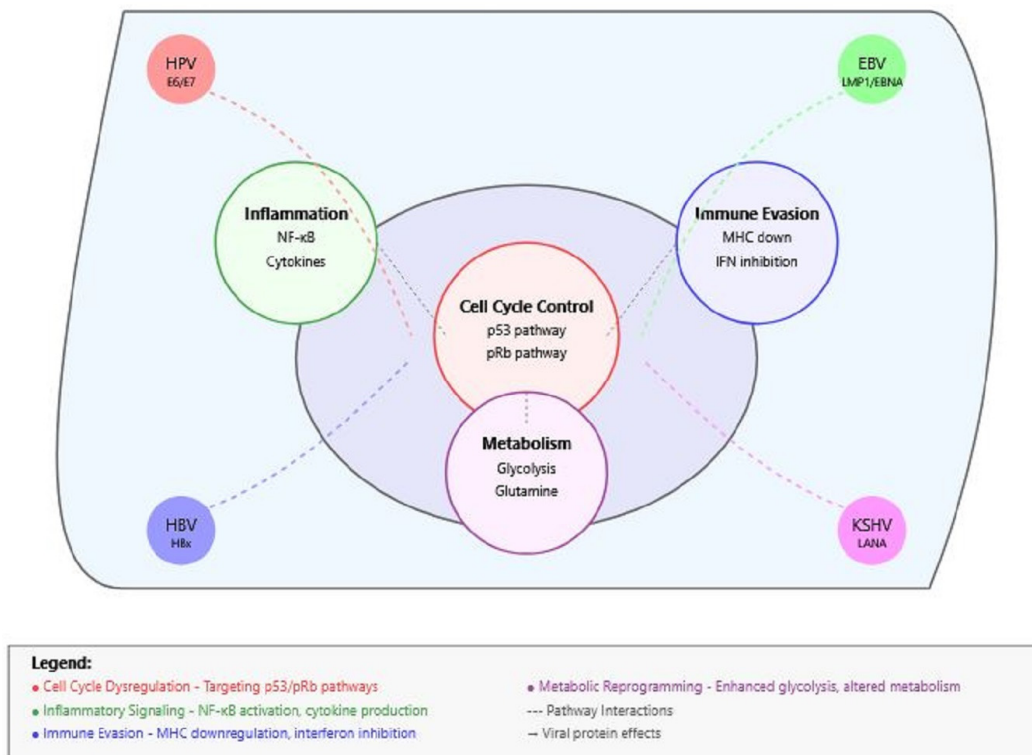 HPV
E6/E7
EBV
LMP1/EBNA
Inflammation
NF-κB
Cytokines
Immune Evasion
MHC down
IFN inhibition
Cell Cycle Control
p53 pathway
pRb pathway
Metabolism
Glycolysis
Glutamine
HBV
HBx
KSHV
LANA
Legend:
● Cell Cycle Dysregulation - Targeting p53/pRb pathways
● Inflammatory Signaling - NF-κB activation, cytokine production
● Immune Evasion - MHC downregulation, interferon inhibition
● Metabolic Reprogramming - Enhanced glycolysis, altered metabolism
--- Pathway Interactions
→ Viral protein effects